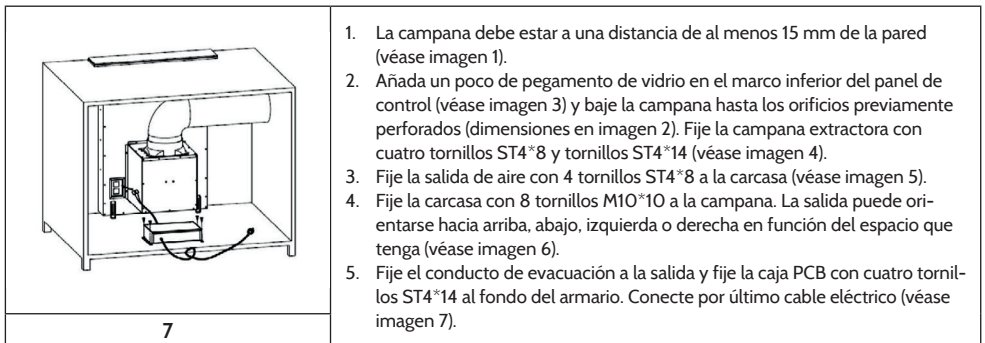 1. La campana debe estar a una distancia de al menos 15 mm de la pared
(véase imagen 1).
2. Añada un poco de pegamento de vidrio en el marco inferior del panel de
control (véase imagen 3) y baje la campana hasta los orificios previamente
perforados (dimensiones en imagen 2). Fije la campana extractora con
cuatro tornillos ST4*8 y tornillos ST4*14 (véase imagen 4).
3. Fije la salida de aire con 4 tornillos ST4*8 a la carcasa (véase imagen 5).
4. Fije la carcasa con 8 tornillos M10*10 a la campana. La salida puede ori-
entarse hacia arriba, abajo, izquierda o derecha en función del espacio que
tenga (véase imagen 6).
5. Fije el conducto de evacuación a la salida y fije la caja PCB con cuatro tornil-
los ST4*14 al fondo del armario. Conecte por último cable eléctrico (véase
imagen 7).
7